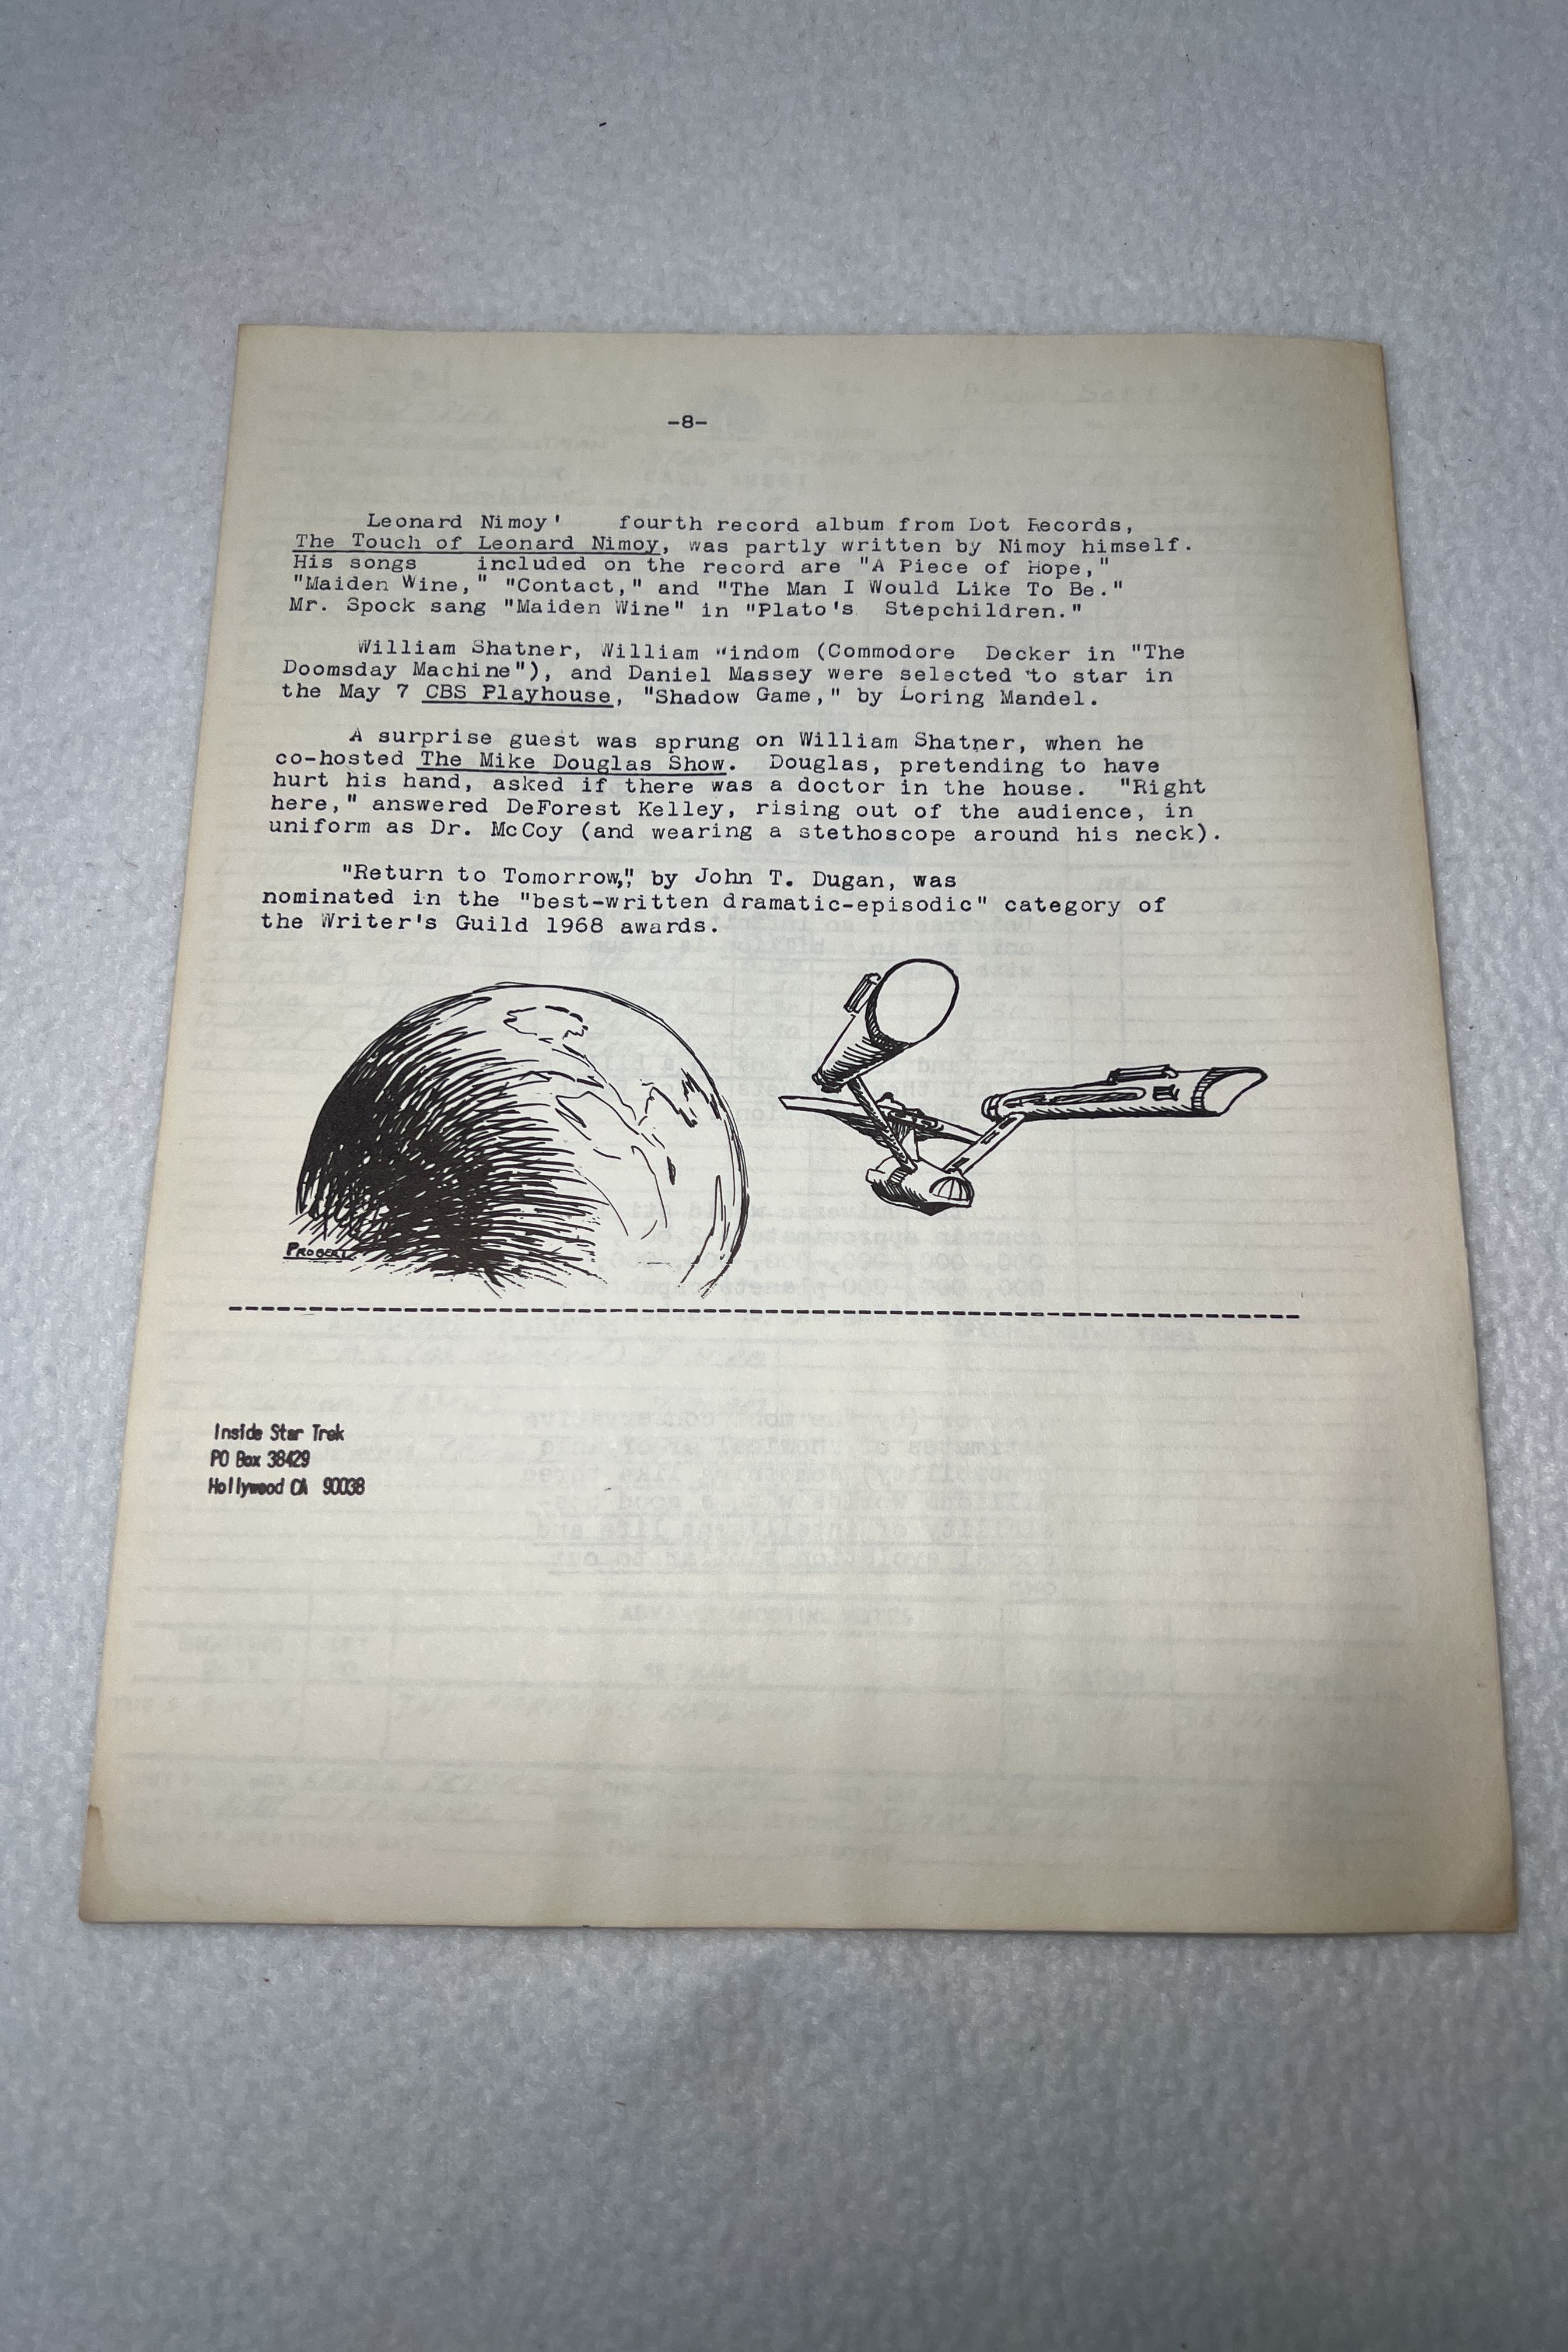 -8-
Leonard Nimoy' fourth record album from Dot Records,
The Touch of Leonard Nimoy, was partly written by Nimoy himself.
His songs included on the record are "A Piece of Hope,"
"Maiden Wine," "Contact," and "The Man I Would Like To Be."
Mr. Spock sang "Maiden Wine" in "Plato's Stepchildren."
William Shatner, William "indom (Commodore Decker in "The
Doomsday Machine"), and Daniel Massey were selected to star in
the May 7 CBS Playhouse, "Shadow Game," by Loring Mandel.
A surprise guest was sprung on William Shatner, when he
co-hosted The Mike Douglas Show. Douglas, pretending to have
hurt his hand, asked if there was a doctor in the house. "Right
here," answered DeForest Kelley, rising out of the audience, in
uniform as Dr. McCoy (and wearing a stethoscope around his neck).
"Return to Tomorrow," by John T. Dugan, was
nominated in the "best-written dramatic-episodic" category of
the Writer's Guild 1968 awards.
PROBERT
Inside Star Trek
PO Box 38429
Hollywood CA 90038